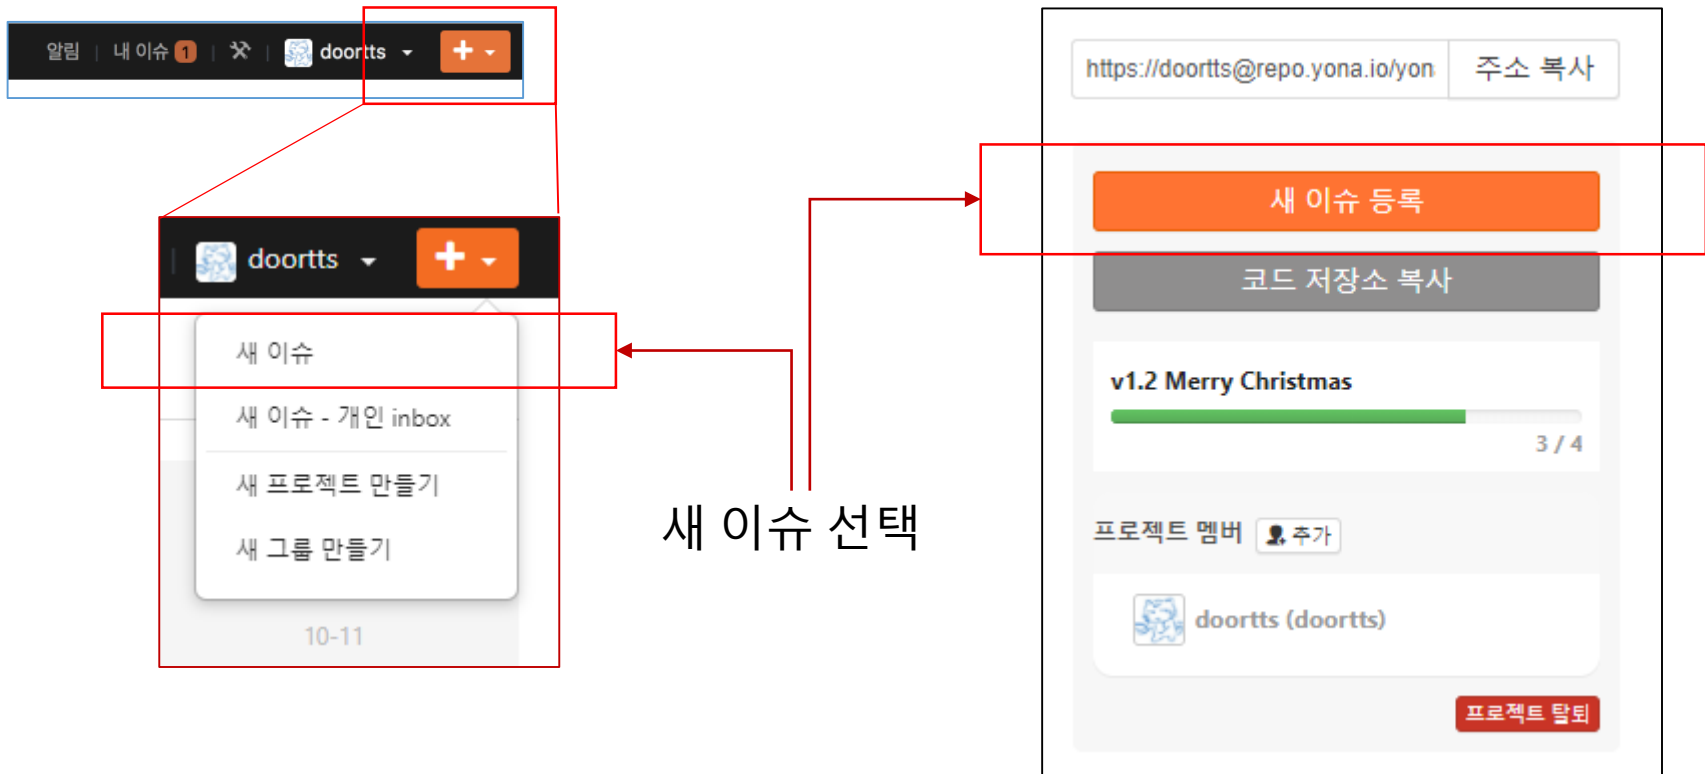 알림 | 내 이슈 1 | doortts
doortts
새 이슈
새 이슈 - 개인 inbox
새 프로젝트 만들기
새 그룹 만들기
10-11
새 이슈 선택
https://doortts@repo.yona.io/yon 주소 복사
새 이슈 등록
코드 저장소 복사
v1.2 Merry Christmas
3 / 4
프로젝트 멤버 추가
doortts (doortts)
프로젝트 탈퇴